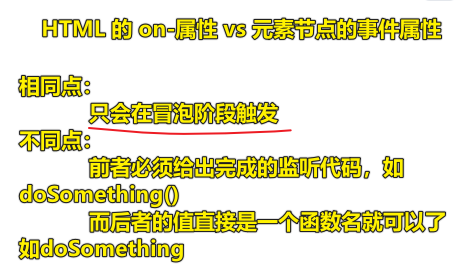 HTML 的 on-属性 vs 元素节点的事件属性
相同点：
只会在冒泡阶段触发
不同点：
前者必须给出完成的监听代码，如
doSomething()
而后者的值直接是一个函数名就可以了
如doSomething